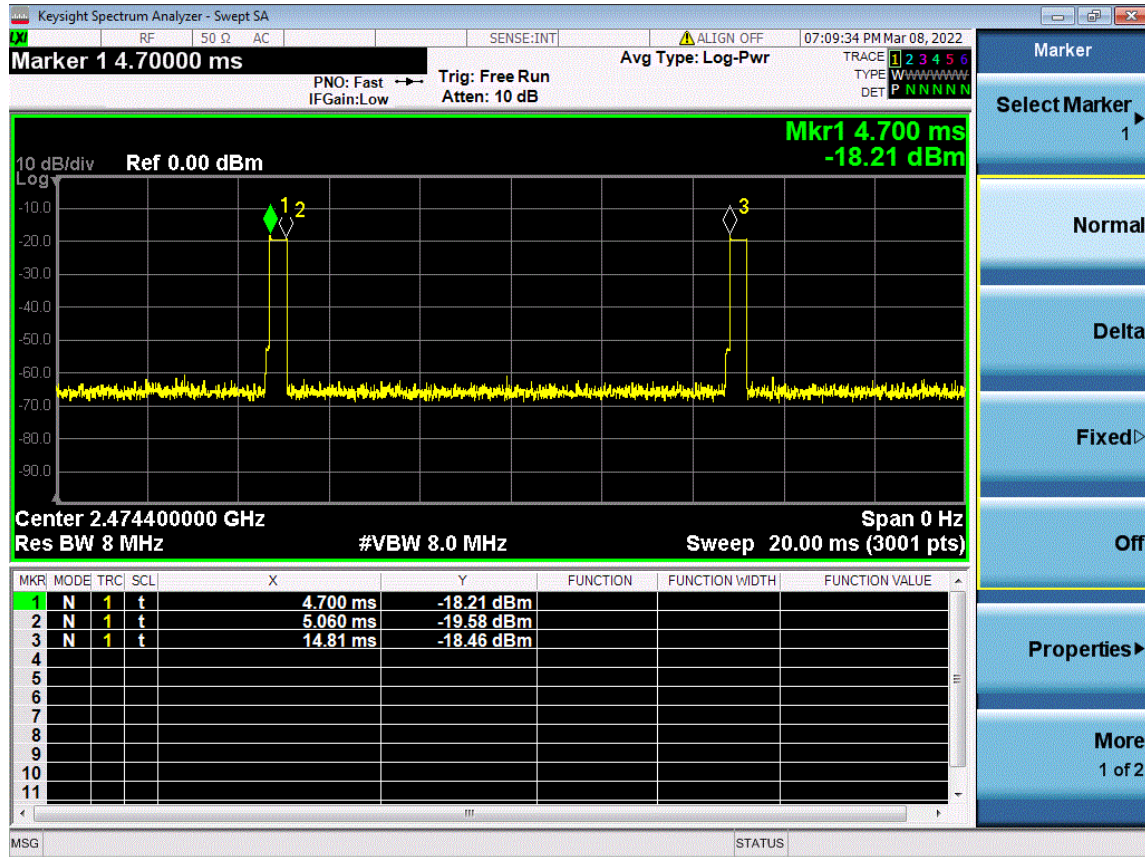 Keysight Spectrum Analyzer - Swept SA
LXI RF 50 Ω AC SENSE:INT ALIGN OFF 07:09:34 PM Mar 08, 2022
Marker 1 4.70000 ms
PNO: Fast
IFGain:Low
Trig: Free Run
Atten: 10 dB
Avg Type: Log-Pwr
TRACE 1 2 3 4 5 6
TYPE WWWWWW
DET P N N N N N
Mkr1 4.700 ms
-18.21 dBm
10 dB/div Ref 0.00 dBm
Log
1 2 3
-10.0
-20.0
-30.0
-40.0
-50.0
-60.0
-70.0
-80.0
-90.0
Center 2.474400000 GHz Span 0 Hz
Res BW 8 MHz #VBW 8.0 MHz Sweep 20.00 ms (3001 pts)
MKR MODE TRC SCL X Y FUNCTION FUNCTION WIDTH FUNCTION VALUE
1 N 1 t 4.700 ms -18.21 dBm
2 N 1 t 5.060 ms -19.58 dBm
3 N 1 t 14.81 ms -18.46 dBm
4
5
6
7
8
9
10
11
MSG STATUS
Marker
Select Marker
1
Normal
Delta
Fixed
Off
Properties
More
1 of 2